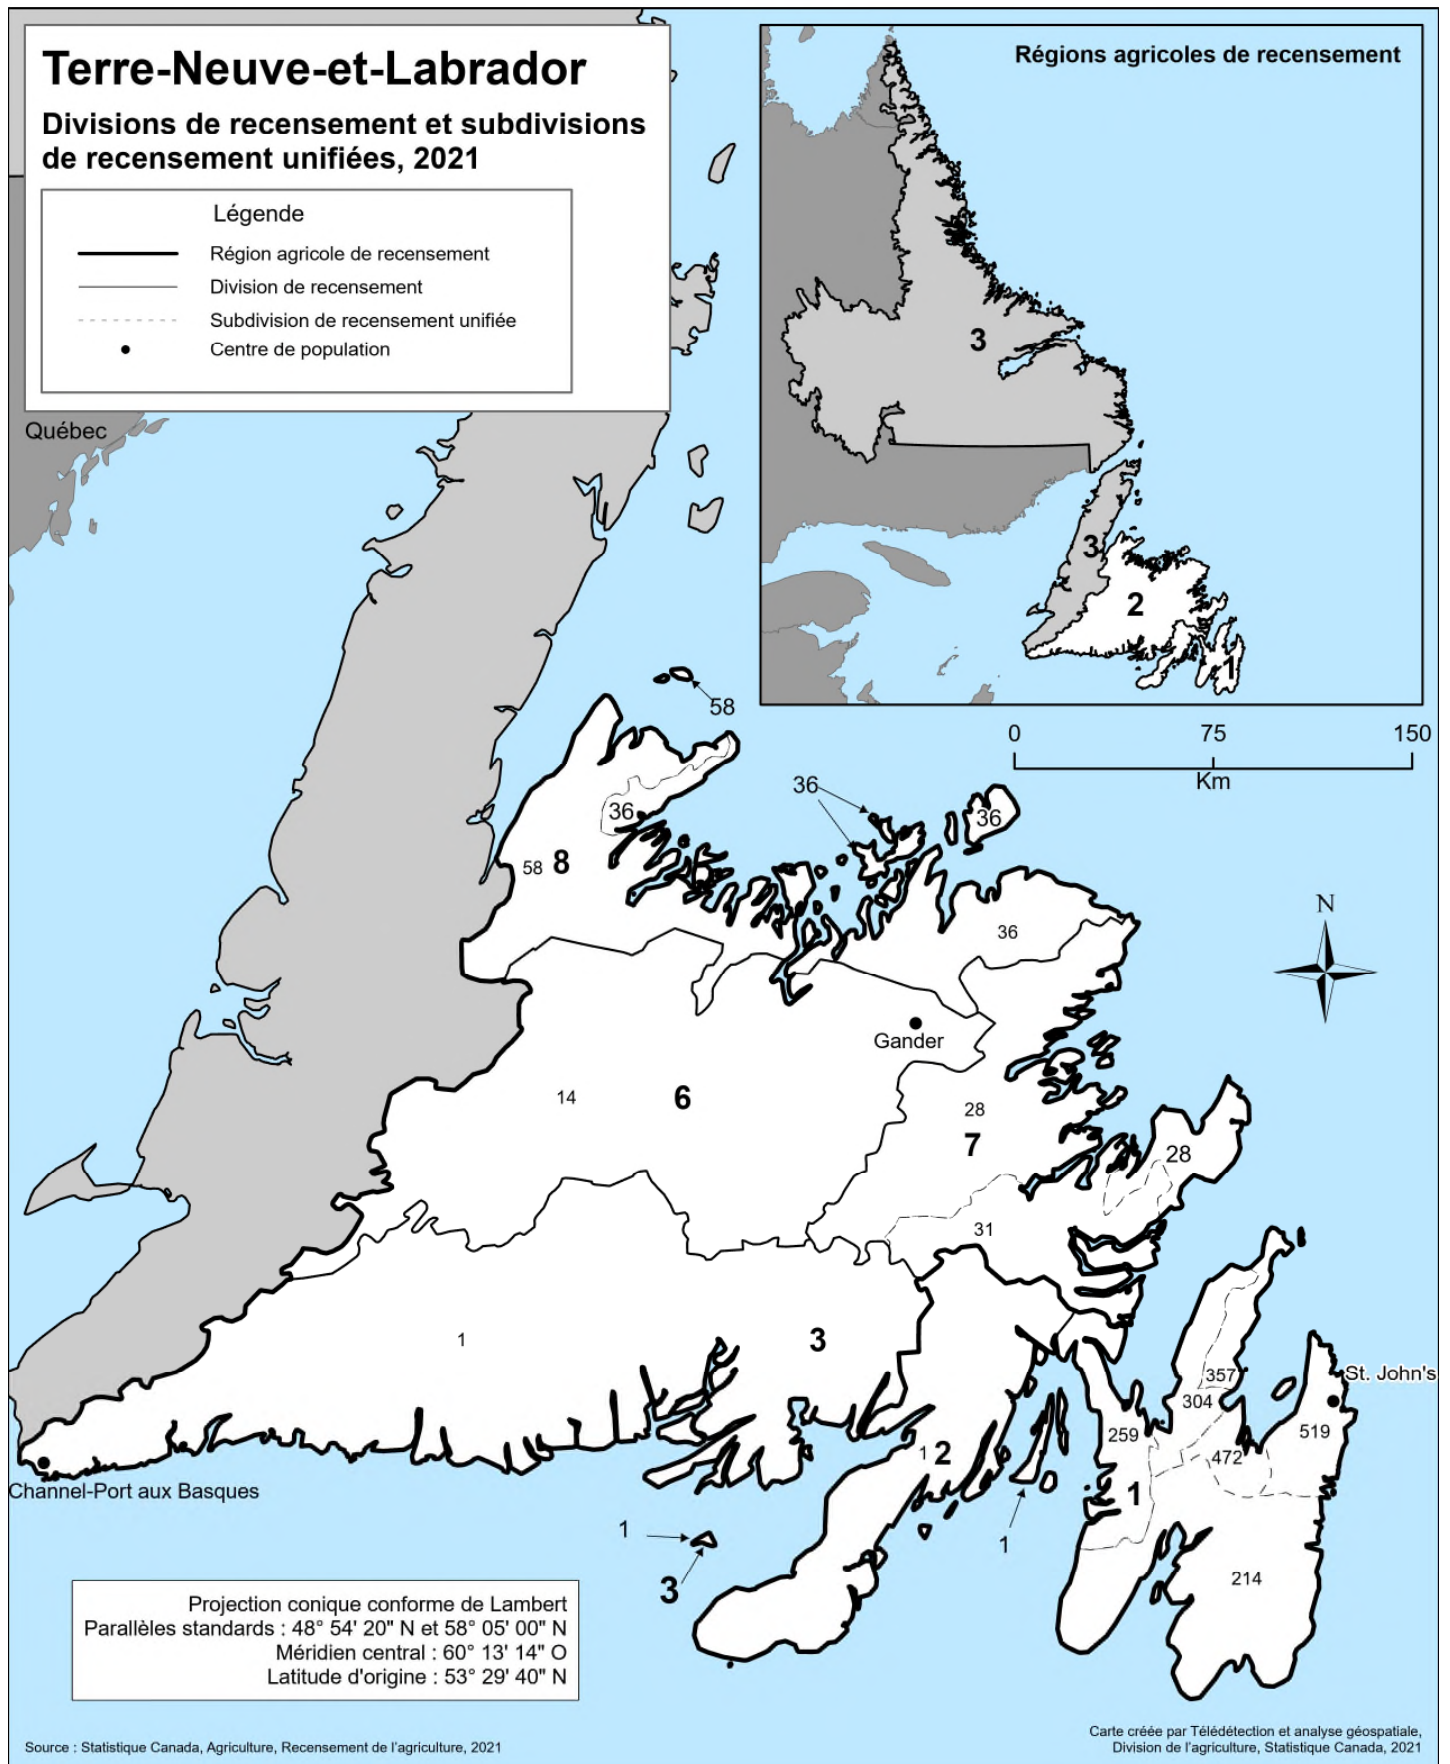 Terre-Neuve-et-Labrador
Divisions de recensement et subdivisions
de recensement unifiées, 2021
Légende
Région agricole de recensement
Division de recensement
Subdivision de recensement unifiée
Centre de population
Québec
Régions agricoles de recensement
3
3
2
1
0 75 150
Km
58
36
36
36
58 8
36
N
Gander
14
6
28
7
28
31
1
3
357
St. John's
304
259
519
472
1 2
1
Channel-Port aux Basques
1
1
3
214
Projection conique conforme de Lambert
Parallèles standards : 48° 54' 20" N et 58° 05' 00" N
Méridien central : 60° 13' 14" O
Latitude d'origine : 53° 29' 40" N
Source : Statistique Canada, Agriculture, Recensement de l'agriculture, 2021
Carte créée par Télédétection et analyse géospatiale,
Division de l'agriculture, Statistique Canada, 2021